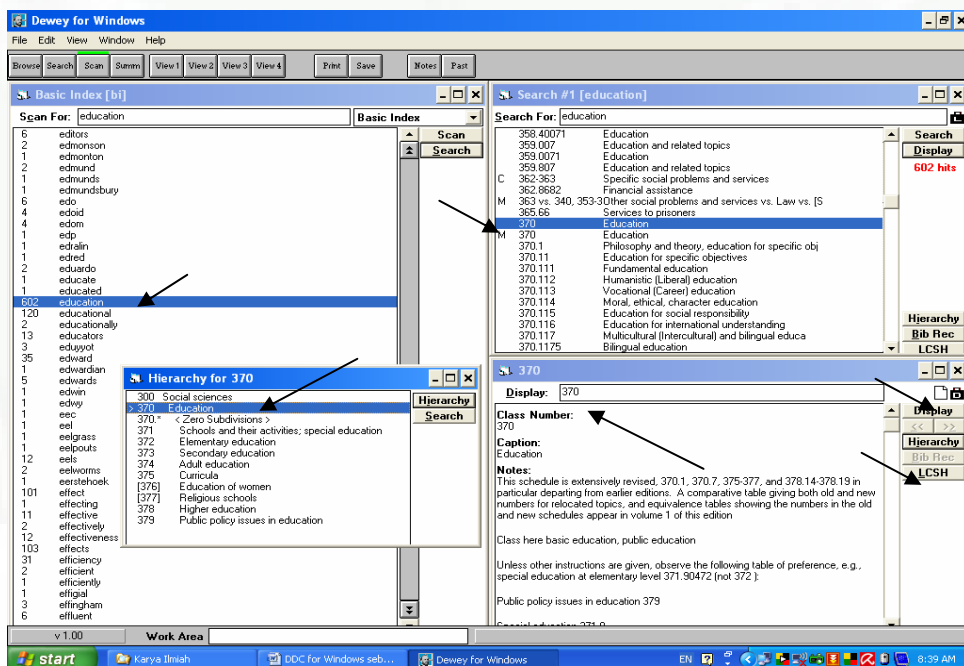 Dewey for Windows
File Edit View Window Help
Browse Search Scan Summ View 1 View 2 View 3 View 4 Print Save Notes Past
Basic Index [bi]
Scan For: education Basic Index
Scan
Search
6 editors
2 edmonson
1 edmonton
2 edmund
1 edmunds
1 edmundsbury
6 edo
4 edoid
4 edom
1 edp
1 edralin
1 edred
2 eduardo
1 educate
1 educated
602 education
120 educational
2 educationally
13 educators
3 eduyyot
35 edward
1 edwardian
5 edwards
1 edwin
1 edwy
1 eec
1 eel
1 eelgrass
1 eelpouts
12 eels
2 eelworms
1 eerstehoek
101 effect
1 effecting
11 effective
2 effectively
12 effectiveness
103 effects
31 efficiency
2 efficient
1 efficiently
1 effigial
3 effingham
6 effluent
Search #1 [education]
Search For: education
Search
Display
602 hits
358.40071 Education
359.007 Education and related topics
359.0071 Education
359.807 Education and related topics
C 362-363 Specific social problems and services
362.8682 Financial assistance
M 363 vs. 340, 353-3 Other social problems and services vs. Law vs. [S
365.66 Services to prisoners
370 Education
M 370 Education
370.1 Philosophy and theory, education for specific obj
370.11 Education for specific objectives
370.111 Fundamental education
370.112 Humanistic (Liberal) education
370.113 Vocational (Career) education
370.114 Moral, ethical, character education
370.115 Education for social responsibility
370.116 Education for international understanding
370.117 Multicultural (Intercultural) and bilingual educa
370.1175 Bilingual education
Hierarchy
Bib Rec
LCSH
Hierarchy for 370
Hierarchy
Search
300 Social sciences
> 370 Education
370.* < Zero Subdivisions >
371 Schools and their activities; special education
372 Elementary education
373 Secondary education
374 Adult education
375 Curricula
[376] Education of women
[377] Religious schools
378 Higher education
379 Public policy issues in education
370
Display: 370
Display
<< >>
Hierarchy
Bib Rec
LCSH
Class Number:
370
Caption:
Education
Notes:
This schedule is extensively revised, 370.1, 370.7, 375-377, and 378.14-378.19 in
particular departing from earlier editions. A comparative table giving both old and new
numbers for relocated topics, and equivalence tables showing the numbers in the old
and new schedules appear in volume 1 of this edition
Class here basic education, public education
Unless other instructions are given, observe the following table of preference, e.g.,
special education at elementary level 371.90472 (not 372 ):
Public policy issues in education 379
Special education 371.9
v 1.00 Work Area
start Karya Ilmiah DDC for Windows seb... Dewey for Windows EN 8:39 AM